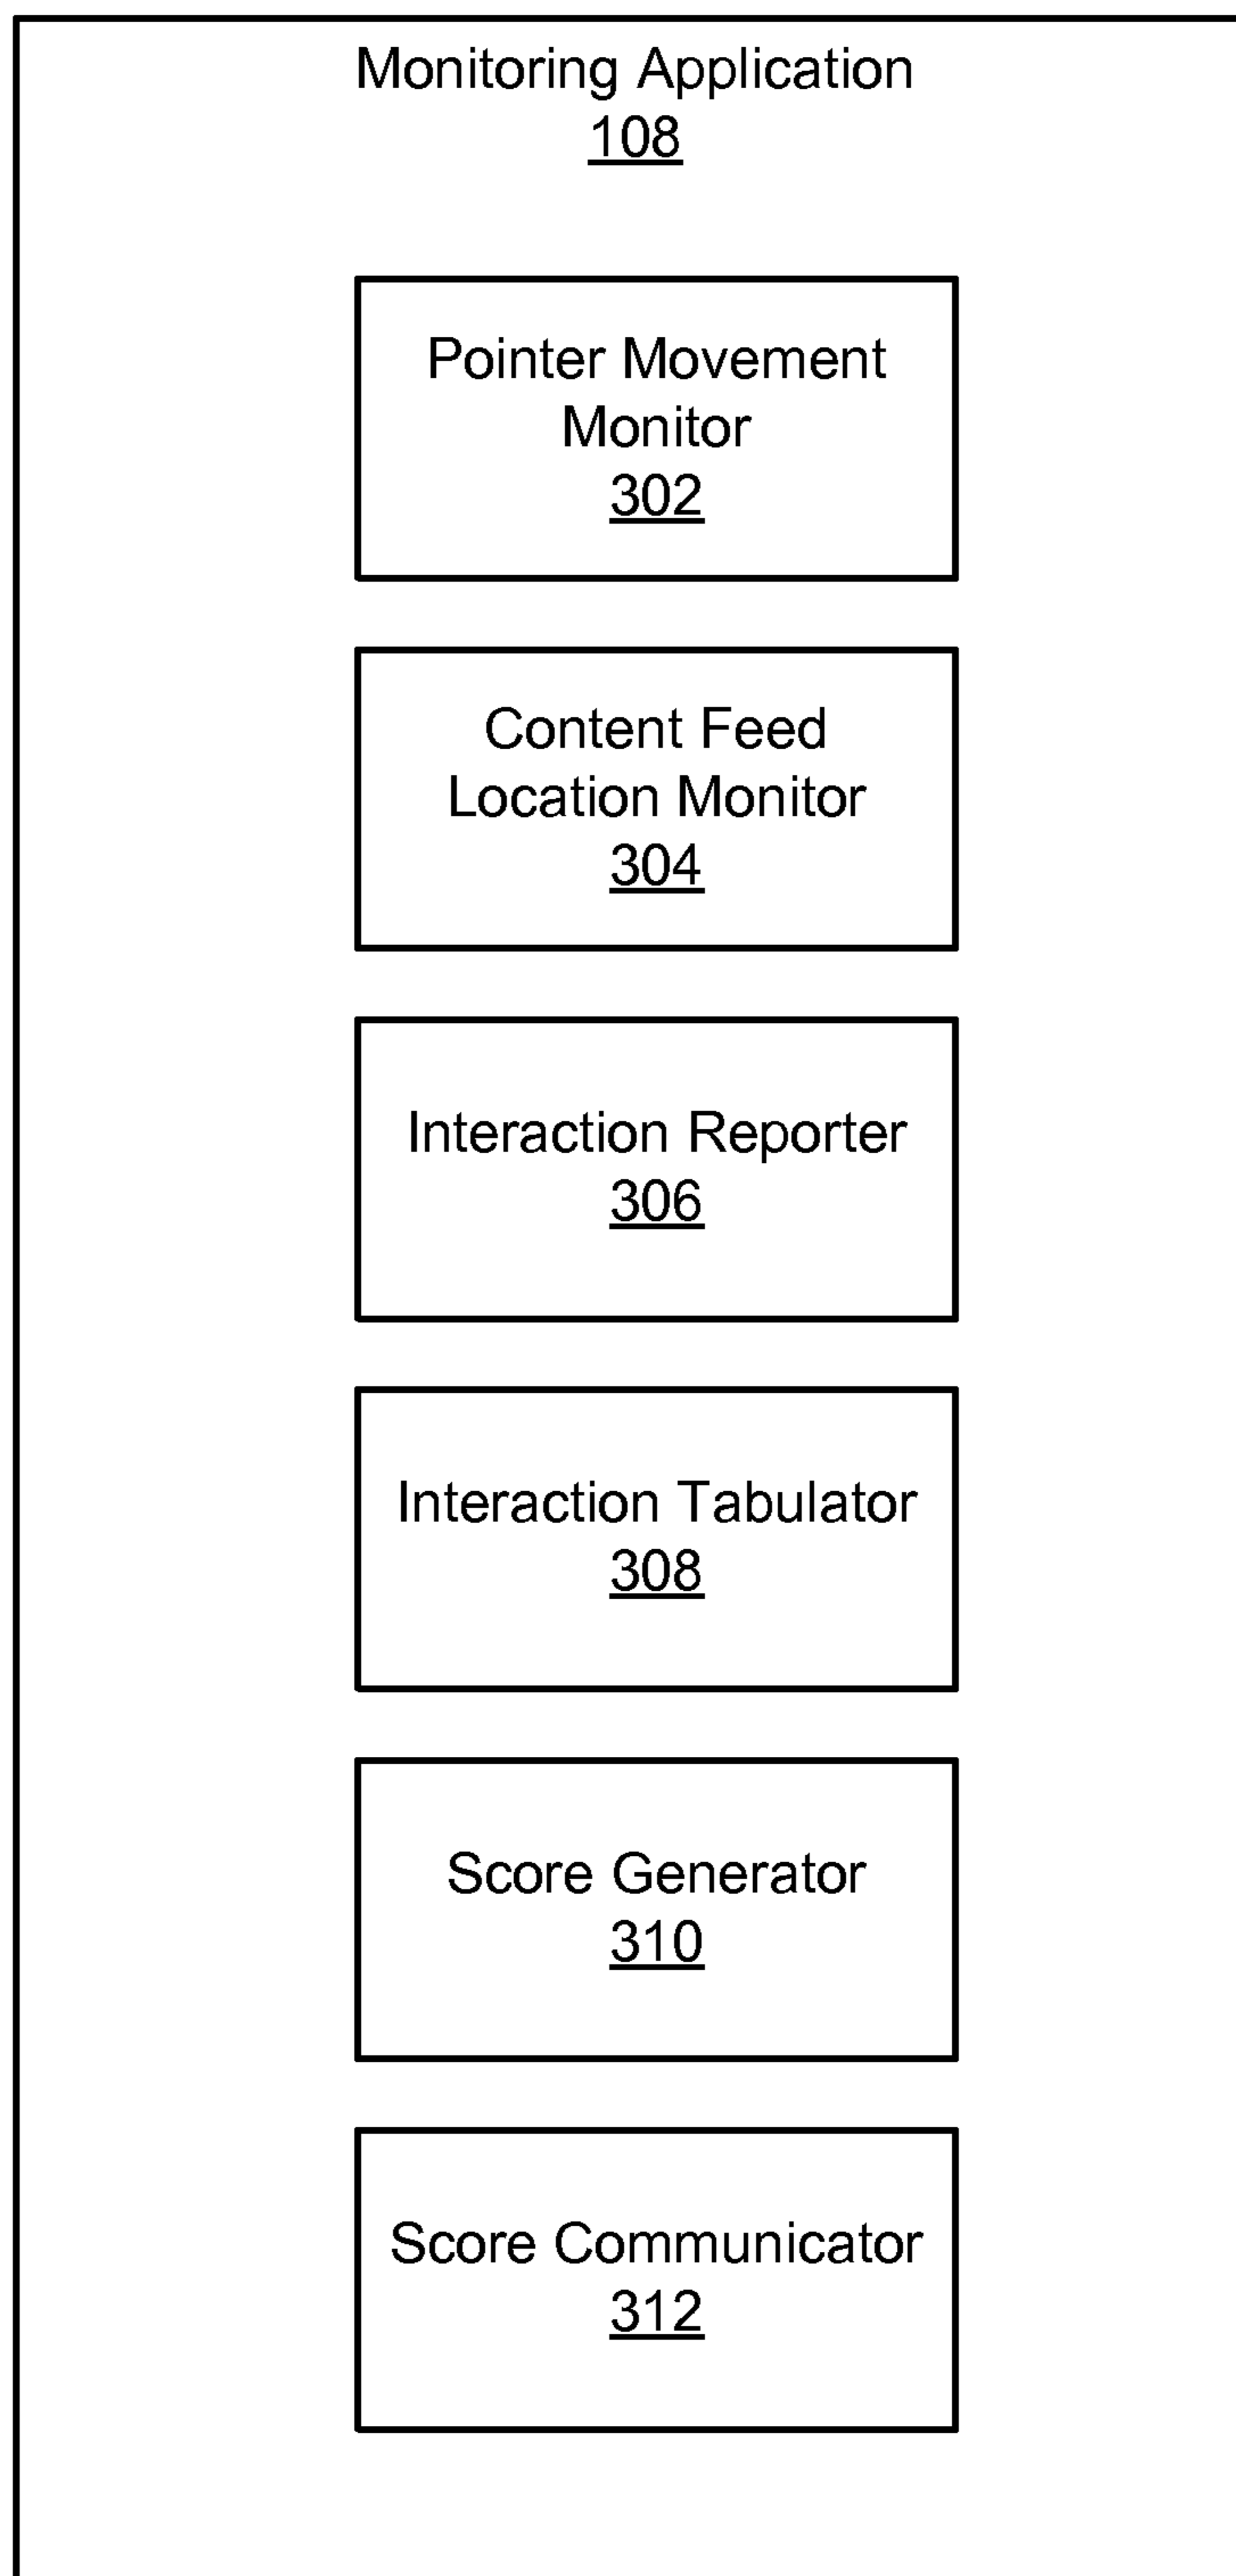 Monitoring Application
108
Pointer Movement
Monitor
302
Content Feed
Location Monitor
304
Interaction Reporter
306
Interaction Tabulator
308
Score Generator
310
Score Communicator
312